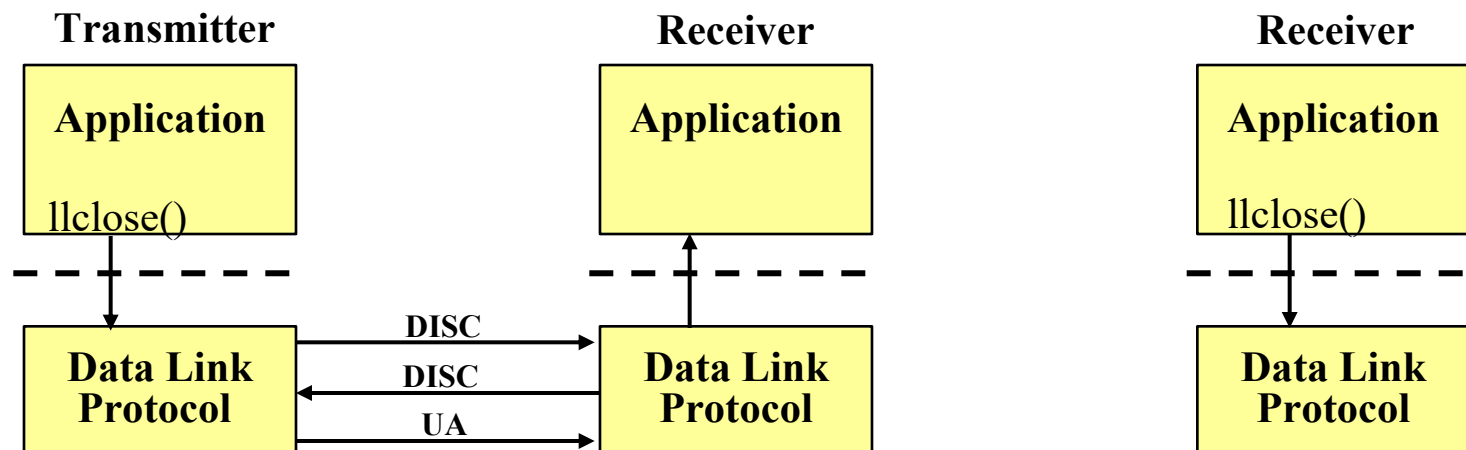 Transmitter
Receiver
Receiver
Application
Application
Application
llclose()
llclose()
DISC
DISC
UA
Data Link
Protocol
Data Link
Protocol
Data Link
Protocol